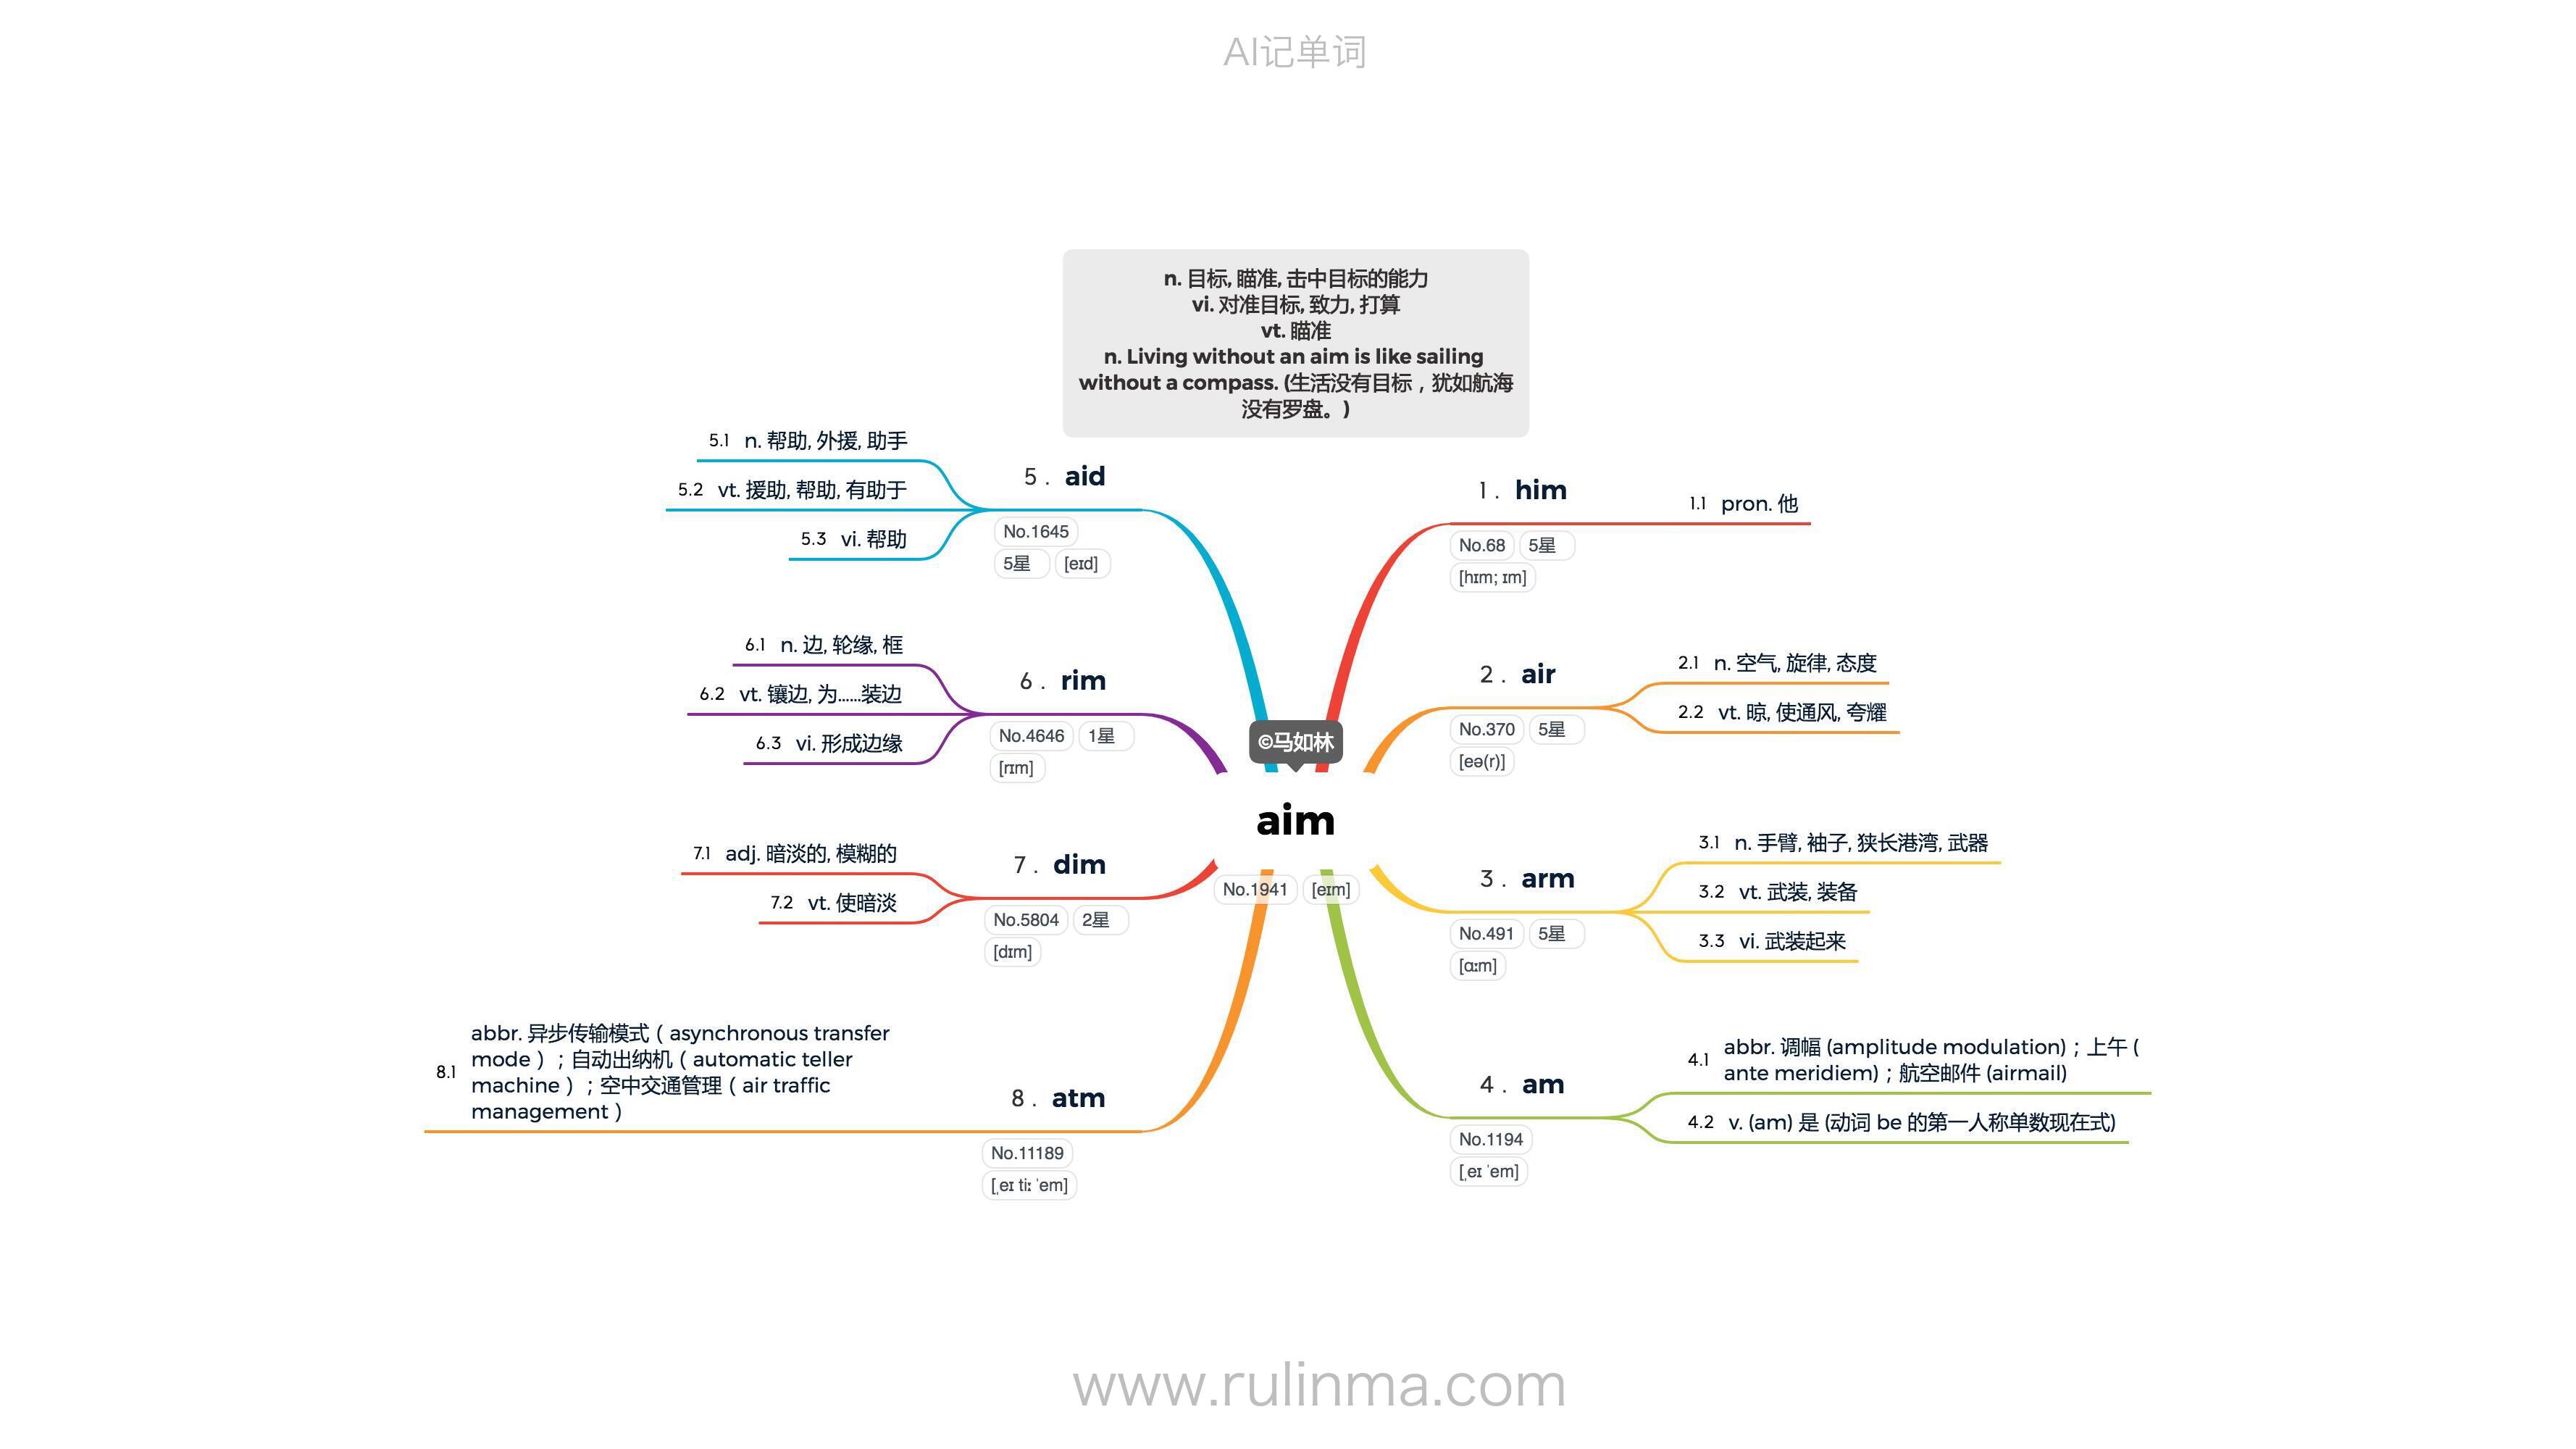 AI记单词
n. 目标, 瞄准, 击中目标的能力
vi. 对准目标, 致力, 打算
vt. 瞄准
n. Living without an aim is like sailing
without a compass. (生活没有目标，犹如航海
没有罗盘。)
©马如林
aim
No.1941 [eɪm]
1. him
No.68 5星
[hɪm; ɪm]
1.1 pron. 他
2. air
No.370 5星
[eə(r)]
2.1 n. 空气, 旋律, 态度
2.2 vt. 晾, 使通风, 夸耀
3. arm
No.491 5星
[ɑːm]
3.1 n. 手臂, 袖子, 狭长港湾, 武器
3.2 vt. 武装, 装备
3.3 vi. 武装起来
4. am
No.1194
[ˌeɪ ˈem]
4.1 abbr. 调幅 (amplitude modulation)；上午 (
ante meridiem)；航空邮件 (airmail)
4.2 v. (am) 是 (动词 be 的第一人称单数现在式)
5. aid
No.1645
5星 [eɪd]
5.1 n. 帮助, 外援, 助手
5.2 vt. 援助, 帮助, 有助于
5.3 vi. 帮助
6. rim
No.4646 1星
[rɪm]
6.1 n. 边, 轮缘, 框
6.2 vt. 镶边, 为……装边
6.3 vi. 形成边缘
7. dim
No.5804 2星
[dɪm]
7.1 adj. 暗淡的, 模糊的
7.2 vt. 使暗淡
8. atm
No.11189
[ˌeɪ tiː ˈem]
8.1 abbr. 异步传输模式（asynchronous transfer
mode）；自动出纳机（automatic teller
machine）；空中交通管理（air traffic
management）
www.rulinma.com